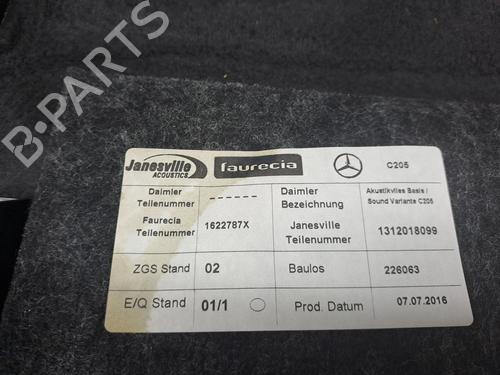 B-PARTS
Janesville
ACOUSTICS
faurecia
C205
Daimler
Teilenummer
------
Daimler
Bezeichnung
Akustikvlies Basis /
Sound Variante C205
Faurecia
Teilenummer
1622787X
Janesville
Teilenummer
1312018099
ZGS Stand 02
Baulos 226063
E/Q Stand 01/1
Prod. Datum 07.07.2016